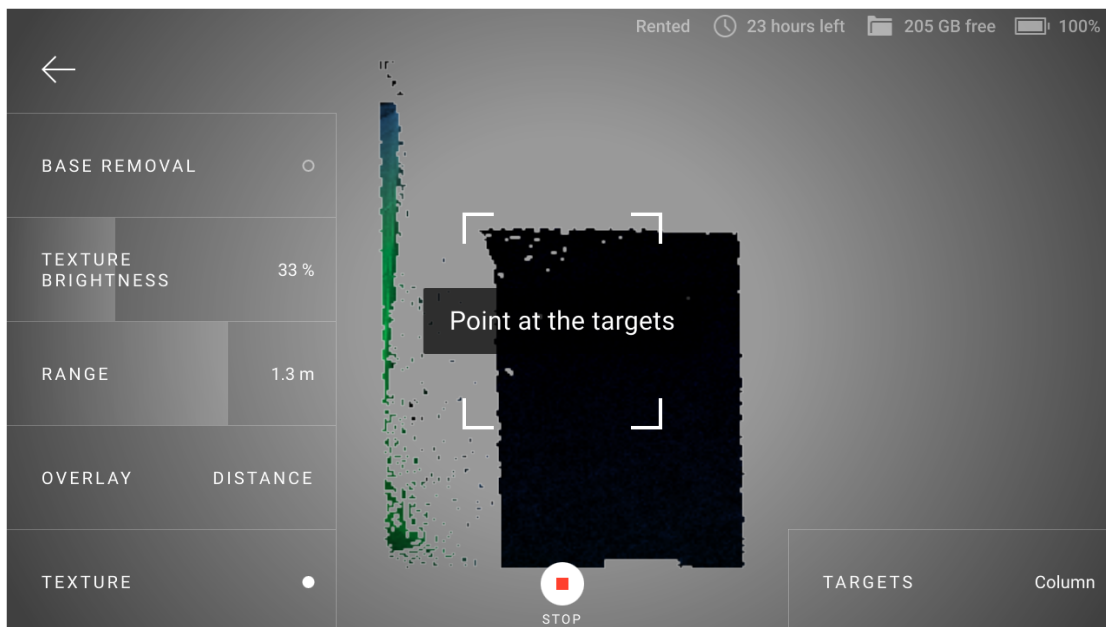 Rented 23 hours left 205 GB free 100%
BASE REMOVAL
TEXTURE
BRIGHTNESS 33 %
RANGE 1.3 m
Point at the targets
OVERLAY DISTANCE
TEXTURE
STOP
TARGETS Column